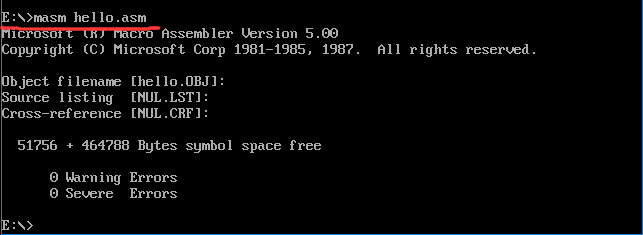 E:\>masm hello.asm
Microsoft (R) Macro Assembler Version 5.00
Copyright (C) Microsoft Corp 1981-1985, 1987.  All rights reserved.
Object filename [hello.OBJ]:
Source listing  [NUL.LST]:
Cross-reference [NUL.CRF]:
51756 + 464788 Bytes symbol space free
0 Warning Errors
0 Severe  Errors
E:\>